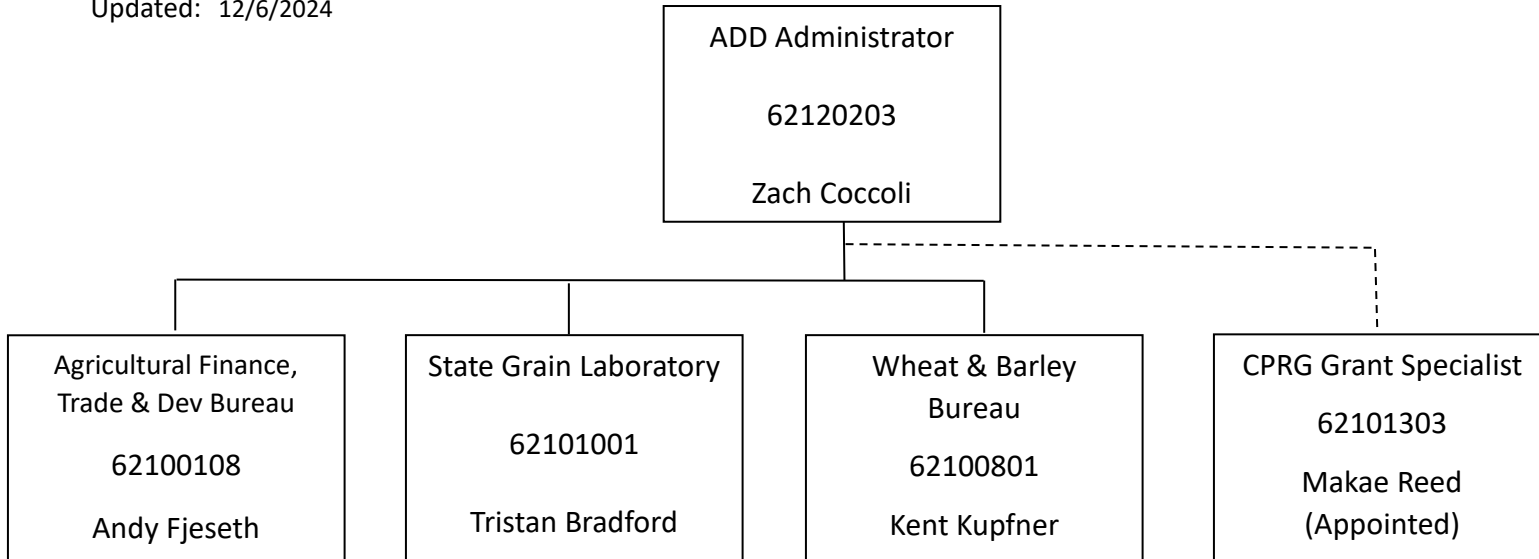 Updated: 12/6/2024
ADD Administrator
62120203
Zach Coccoli
Agricultural Finance,
Trade & Dev Bureau
62100108
Andy Fjeseth
State Grain Laboratory
62101001
Tristan Bradford
Wheat & Barley
Bureau
62100801
Kent Kupfner
CPRG Grant Specialist
62101303
Makae Reed
(Appointed)